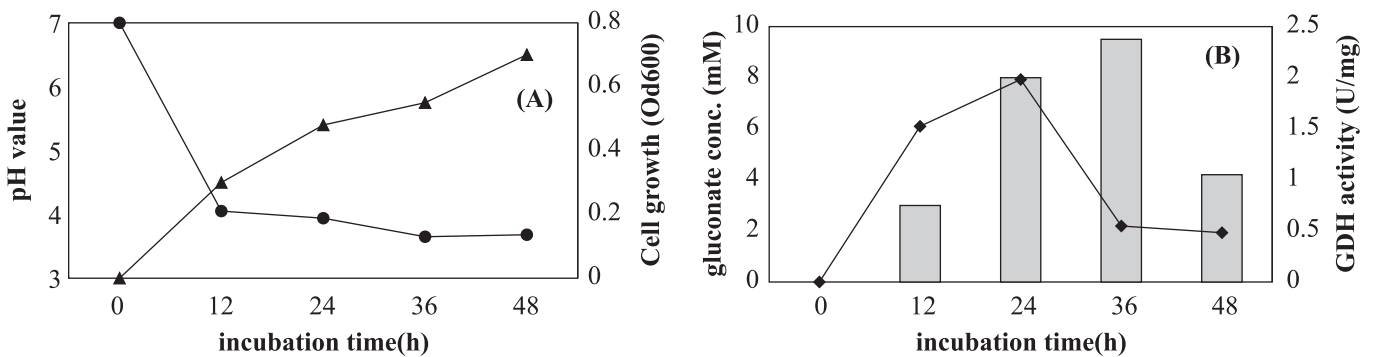 7
6
5
4
3
pH value
0.8
0.6
0.4
0.2
0
Cell growth (Od600)
(A)
0 12 24 36 48
incubation time(h)
10
8
6
4
2
0
gluconate conc. (mM)
2.5
2
1.5
1
0.5
0
GDH activity (U/mg)
(B)
0 12 24 36 48
incubation time(h)